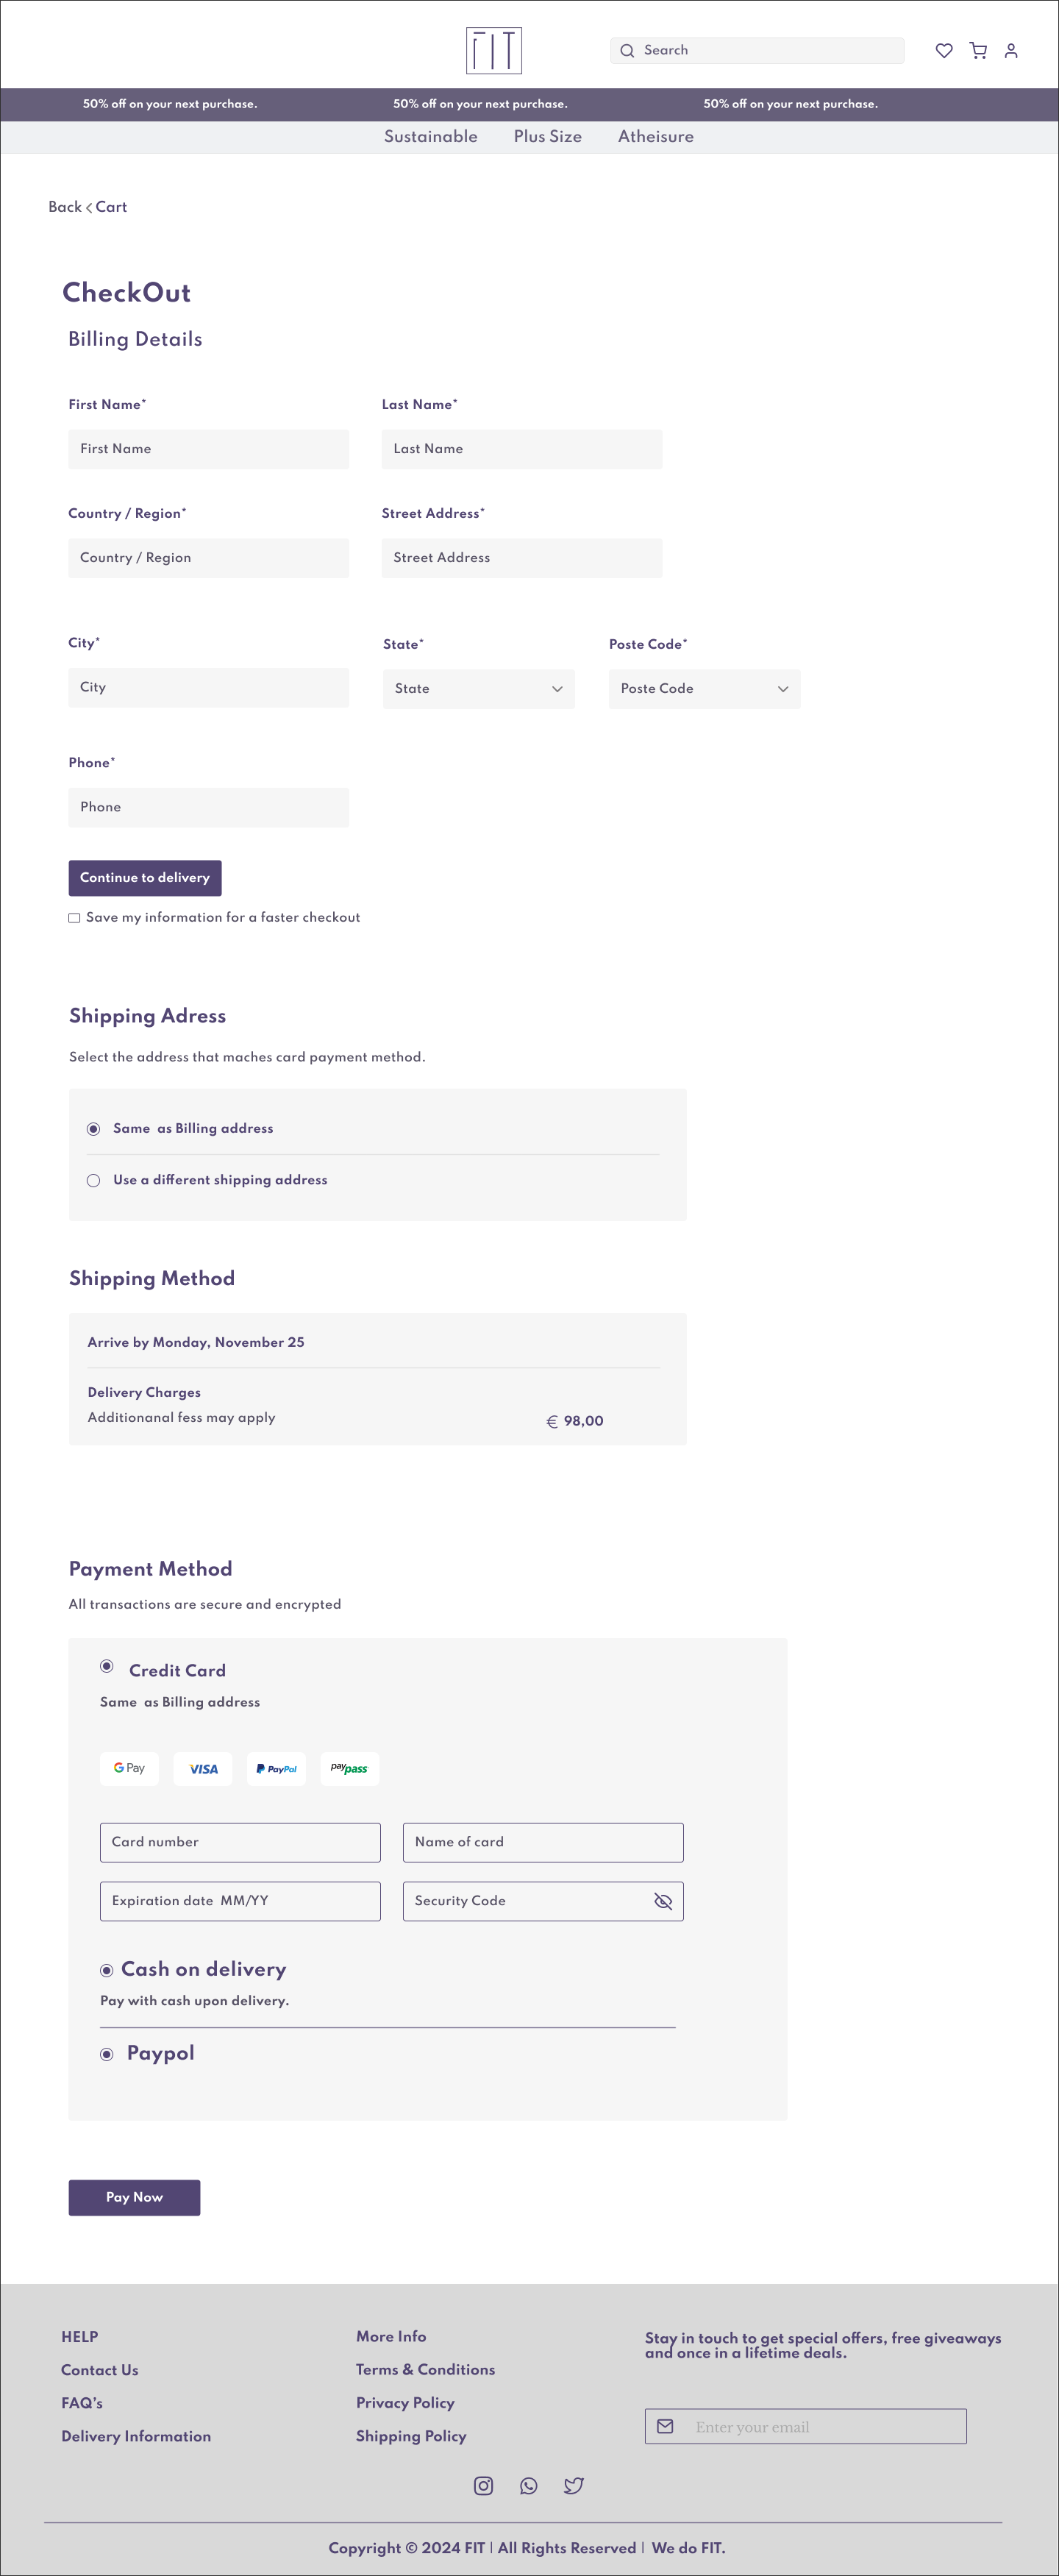 FIT
Search
50% off on your next purchase. 50% off on your next purchase. 50% off on your next purchase.
Sustainable Plus Size Atheisure
Back < Cart
CheckOut
Billing Details
First Name* Last Name*
First Name Last Name
Country / Region* Street Address*
Country / Region Street Address
City* State* Poste Code*
City State Poste Code
Phone*
Phone
Continue to delivery
Save my information for a faster checkout
Shipping Adress
Select the address that maches card payment method.
Same as Billing address
Use a different shipping address
Shipping Method
Arrive by Monday, November 25
Delivery Charges
Additionanal fess may apply € 98,00
Payment Method
All transactions are secure and encrypted
Credit Card
Same as Billing address
G Pay VISA PayPal paypass
Card number Name of card
Expiration date MM/YY Security Code
Cash on delivery
Pay with cash upon delivery.
Paypol
Pay Now
HELP More Info Stay in touch to get special offers, free giveaways
and once in a lifetime deals.
Contact Us Terms & Conditions
FAQ's Privacy Policy
Enter your email
Delivery Information Shipping Policy
Copyright © 2024 FIT | All Rights Reserved | We do FIT.